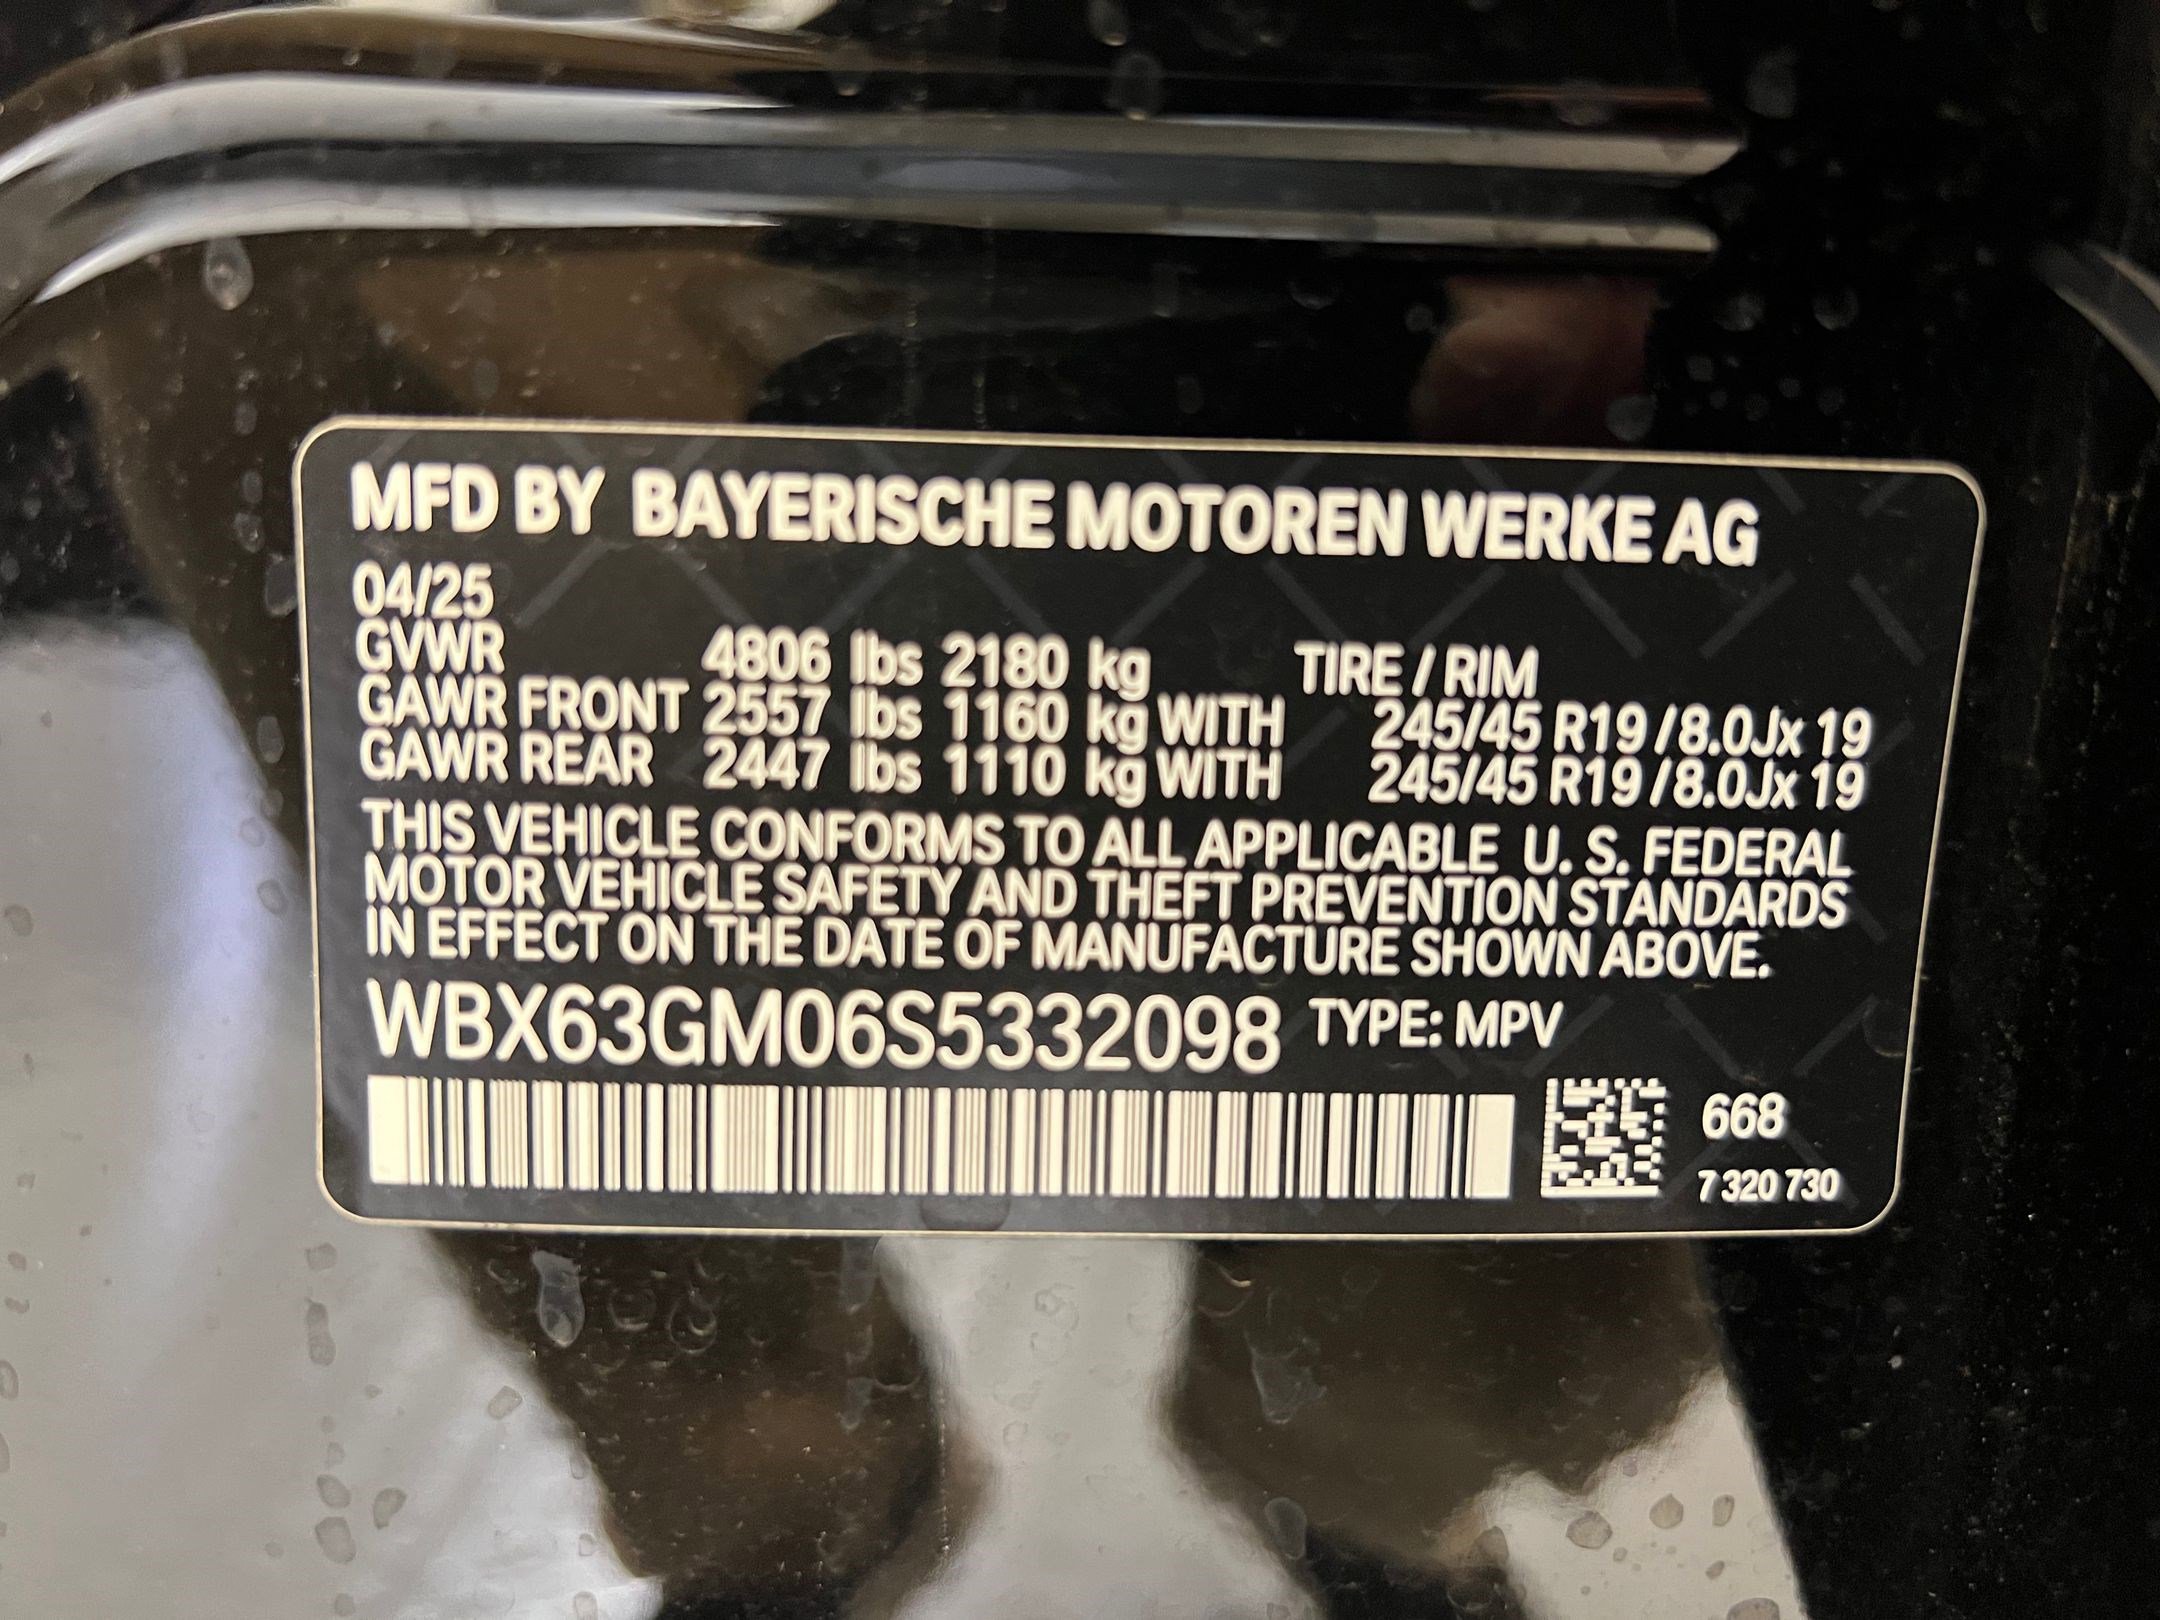 MFD BY BAYERISCHE MOTOREN WERKE AG
04/25
GVWR 4806 lbs 2180 kg TIRE / RIM
GAWR FRONT 2557 lbs 1160 kg WITH 245/45 R19 /8.0Jx 19
GAWR REAR 2447 lbs 1110 kg WITH 245/45 R19 /8.0Jx 19
THIS VEHICLE CONFORMS TO ALL APPLICABLE U. S. FEDERAL
MOTOR VEHICLE SAFETY AND THEFT PREVENTION STANDARDS
IN EFFECT ON THE DATE OF MANUFACTURE SHOWN ABOVE.
WBX63GM06S5332098 TYPE: MPV
668
7 320 730